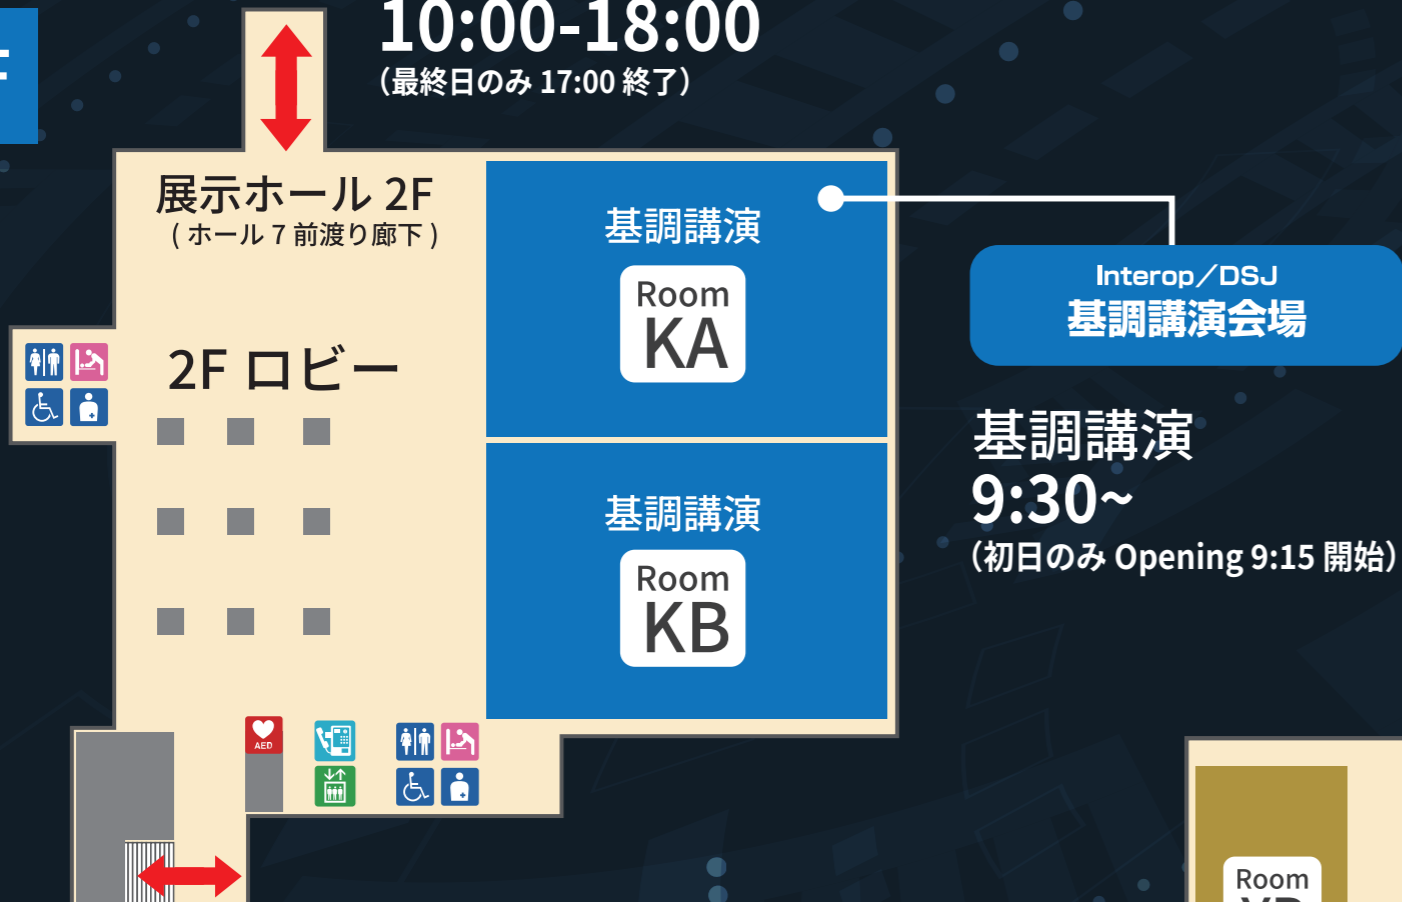 10:00-18:00
（最終日のみ 17:00 終了）
展示ホール 2F
( ホール 7 前渡り廊下 )
基調講演
Room
KA
Interop／DSJ
基調講演会場
2F ロビー
基調講演
9:30~
（初日のみ Opening 9:15 開始）
基調講演
Room
KB
AED
Room